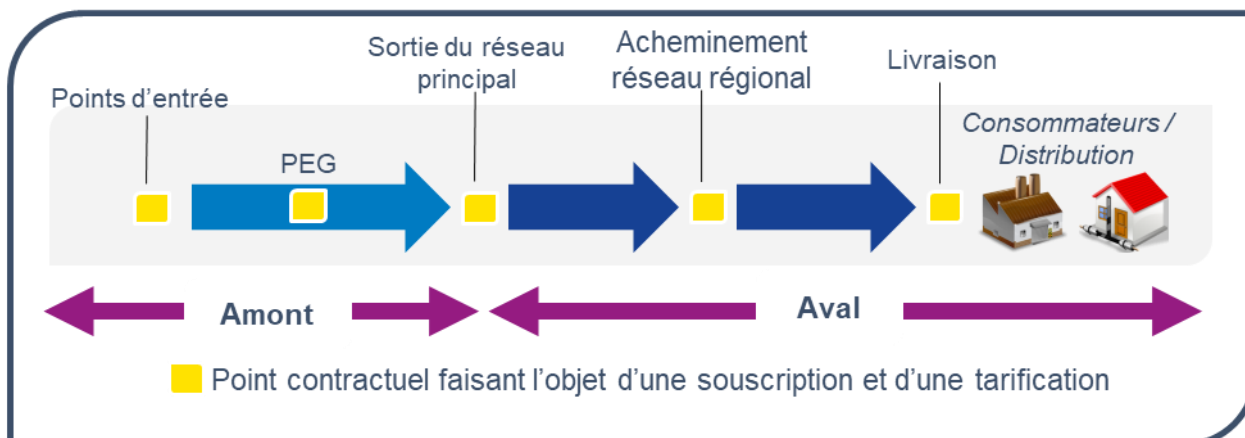 Sortie du réseau
principal
Acheminement
réseau régional
Livraison
Points d’entrée
Consommateurs /
Distribution
PEG
Amont
Aval
Point contractuel faisant l’objet d’une souscription et d’une tarification